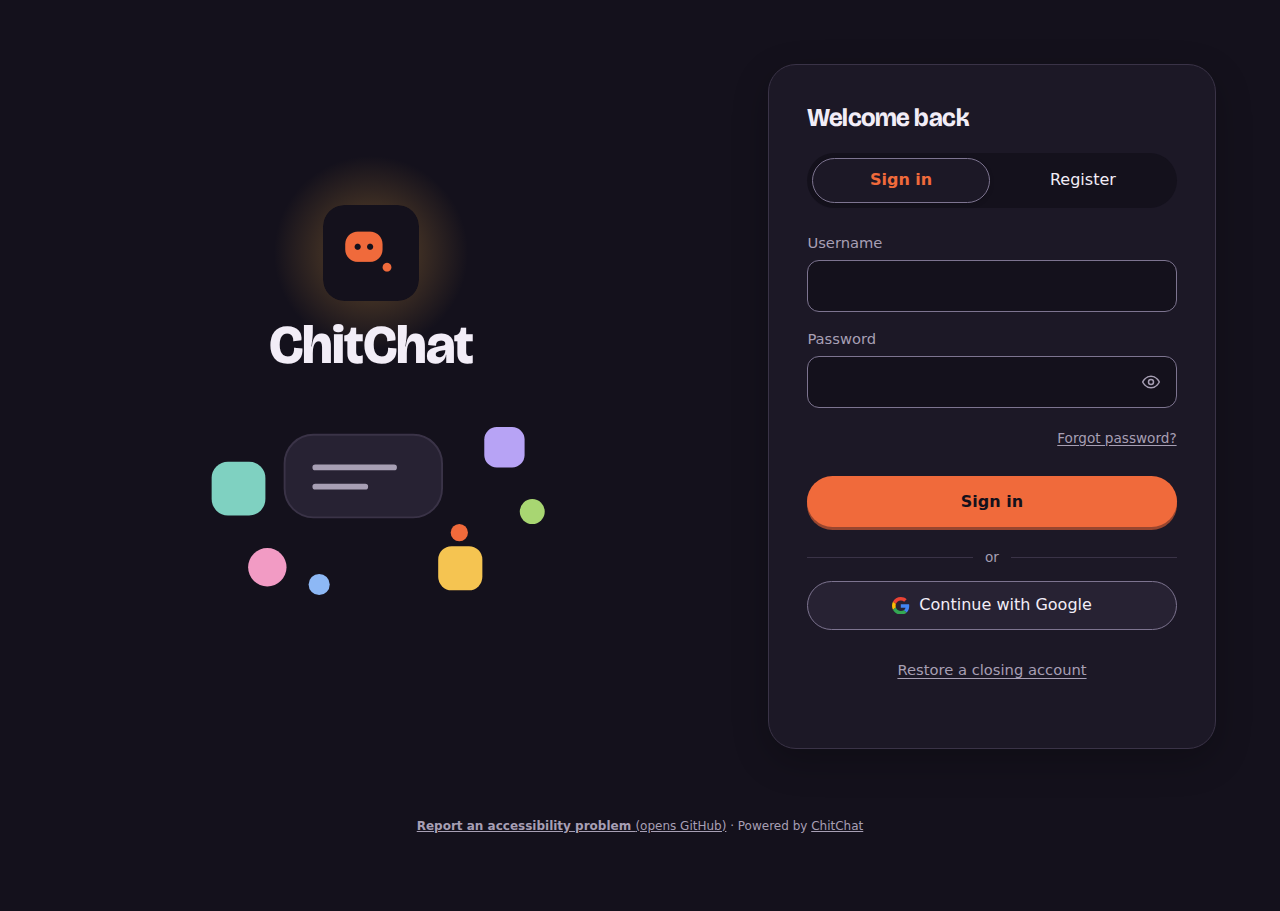 ChitChat
Welcome back
Sign in
Register
Username
Password
Forgot password?
Sign in
or
Continue with Google
Restore a closing account
Report an accessibility problem (opens GitHub) · Powered by ChitChat